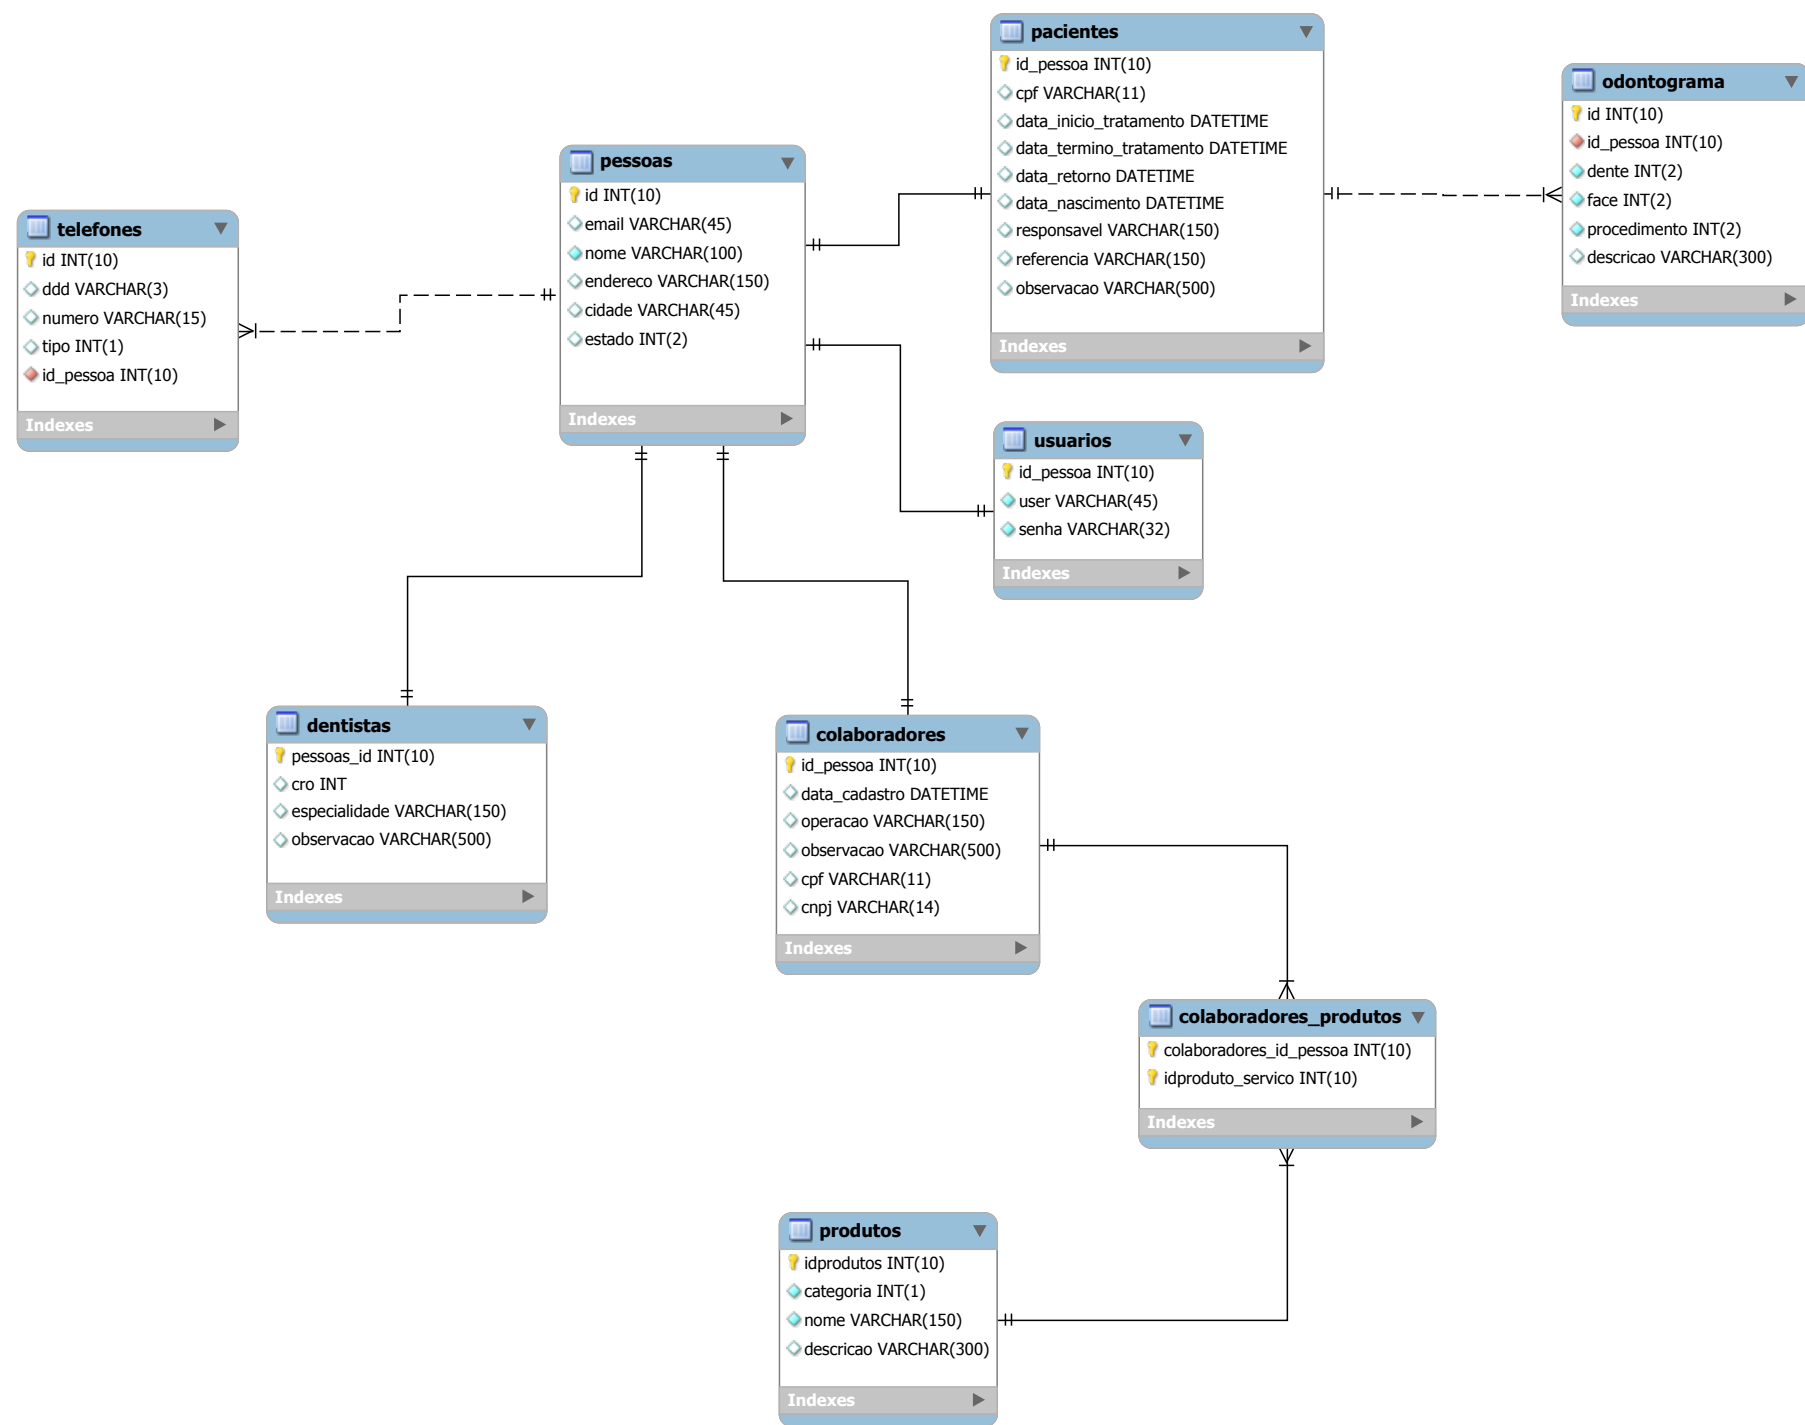 pacientes
id_pessoa INT(10)
cpf VARCHAR(11)
data_inicio_tratamento DATETIME
data_termino_tratamento DATETIME
data_retorno DATETIME
data_nascimento DATETIME
responsavel VARCHAR(150)
referencia VARCHAR(150)
observacao VARCHAR(500)
Indexes
odontograma
id INT(10)
id_pessoa INT(10)
dente INT(2)
face INT(2)
procedimento INT(2)
descricao VARCHAR(300)
Indexes
pessoas
id INT(10)
email VARCHAR(45)
nome VARCHAR(100)
endereco VARCHAR(150)
cidade VARCHAR(45)
estado INT(2)
Indexes
telefones
id INT(10)
ddd VARCHAR(3)
numero VARCHAR(15)
tipo INT(1)
id_pessoa INT(10)
Indexes
usuarios
id_pessoa INT(10)
user VARCHAR(45)
senha VARCHAR(32)
Indexes
dentistas
pessoas_id INT(10)
cro INT
especialidade VARCHAR(150)
observacao VARCHAR(500)
Indexes
colaboradores
id_pessoa INT(10)
data_cadastro DATETIME
operacao VARCHAR(150)
observacao VARCHAR(500)
cpf VARCHAR(11)
cnpj VARCHAR(14)
Indexes
colaboradores_produtos
colaboradores_id_pessoa INT(10)
idproduto_servico INT(10)
Indexes
produtos
idprodutos INT(10)
categoria INT(1)
nome VARCHAR(150)
descricao VARCHAR(300)
Indexes